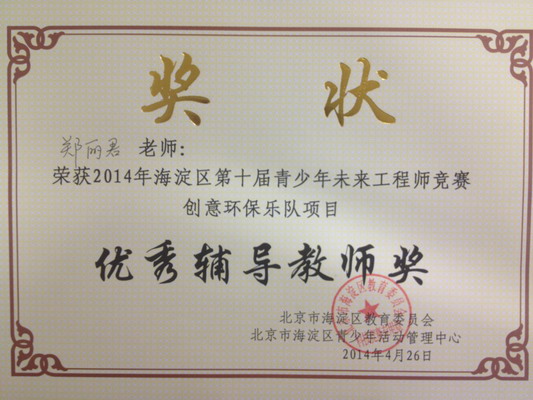 奖状
郑丽君 老师:
荣获2014年海淀区第十届青少年未来工程师竞赛
创意环保乐队项目
优秀辅导教师奖
北京市海淀区教育委员会
北京市海淀区青少年活动管理中心
2014年4月26日